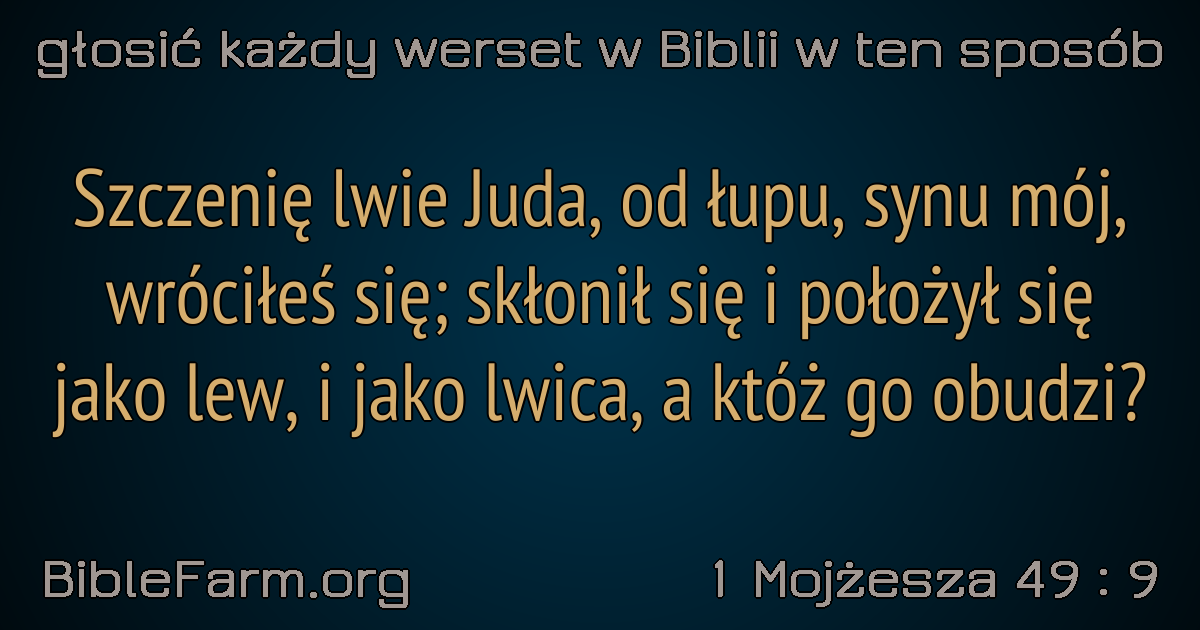 głosić każdy werset w Biblii w ten sposób
Szczenię lwie Juda, od łupu, synu mój,
wróciłeś się; skłonił się i położył się
jako lew, i jako lwica, a któż go obudzi?
BibleFarm.org
1 Mojżesza 49 : 9